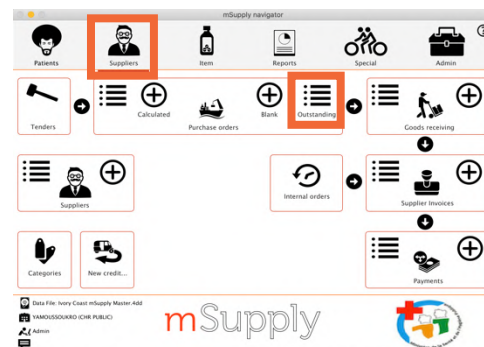 mSupply navigator
Patients
Suppliers
Item
Reports
Special
Admin
Tenders
Calculated
Purchase orders
Blank
Outstanding
Goods receiving
Suppliers
Internal orders
Supplier Invoices
Categories
New credit...
Payments
Data File: Ivory Coast mSupply Master.4dd
YAMOUSSOUKRO (CHR PUBLIC)
Admin
mSupply